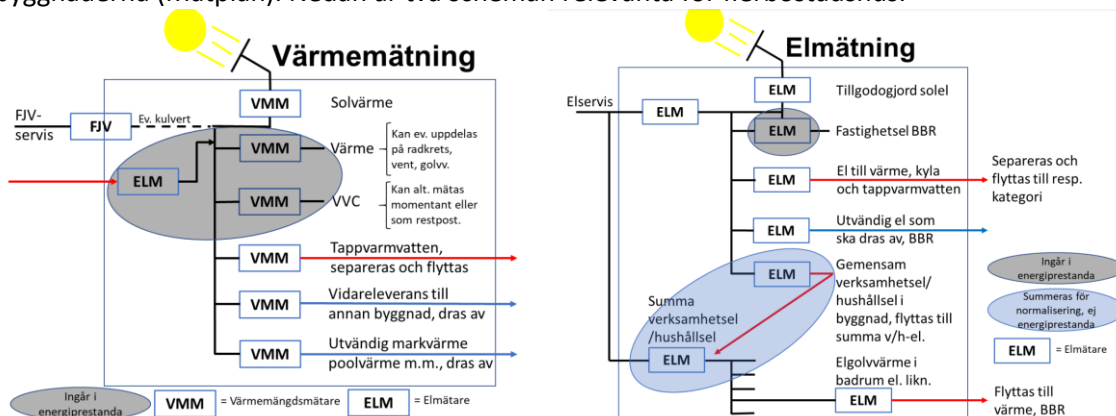 byggnaderna (mätplan). Nedan är två scheman relevanta för flerbostadshus:
Värmemätning
VMM
Solvärme
FJV-
servis
FJV
Ev. kulvert
VMM
Värme
Kan ev. uppdelas
på radkrets,
vent, golvv.
ELM
VMM
VVC
Kan alt. mätas
momentant eller
som restpost.
VMM
Tappvarmvatten,
separeras och flyttas
VMM
Vidareleverans till
annan byggnad, dras av
VMM
Utvändig markvärme
poolvärme m.m., dras av
Ingår i
energiprestanda
VMM
= Värmemängdsmätare
ELM
= Elmätare
Elmätning
ELM
Tillgodogjord solel
Elservis
ELM
ELM
Fastighetsel BBR
ELM
El till värme, kyla
och tappvarmvatten
Separeras och
flyttas till resp.
kategori
ELM
Utvändig el som
ska dras av, BBR
ELM
Gemensam
verksamhetsel/
hushållsel i
byggnad, flyttas till
summa v/h-el.
Summa
verksamhetsel
/hushållsel
ELM
Elgolvvärme i
badrum el. likn.
ELM
Flyttas till
värme, BBR
Ingår i
energiprestanda
Summeras för
normalisering, ej
energiprestanda
ELM
= Elmätare